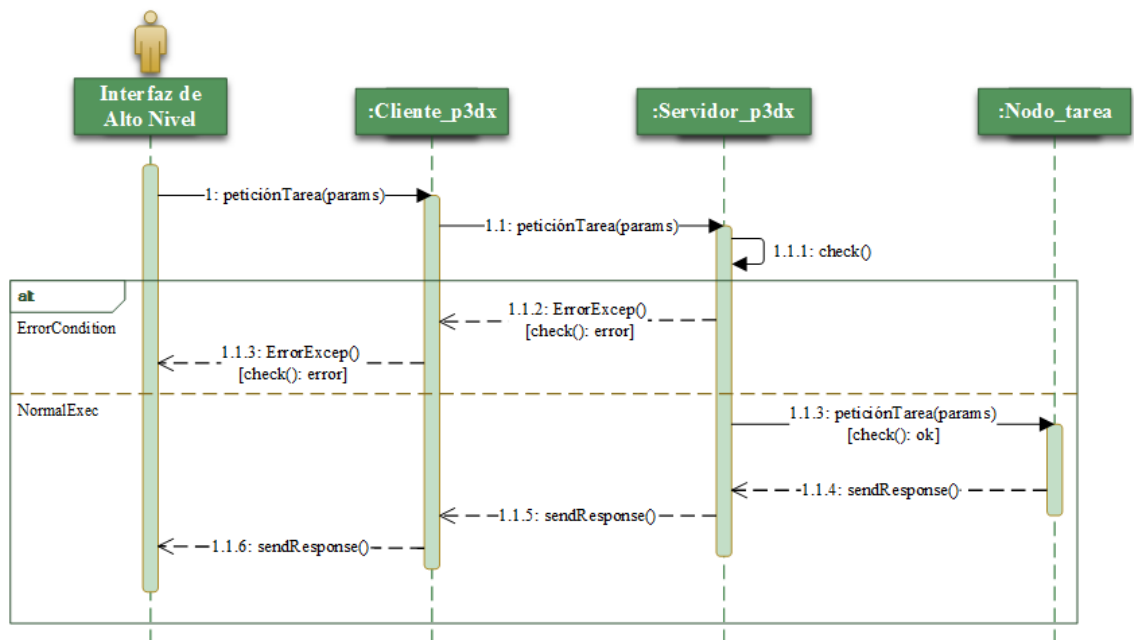 Interfaz de
Alto Nivel
:Cliente_p3dx
:Servidor_p3dx
:Nodo_tarea
1: peticiónTarea(params)
1.1: peticiónTarea(params)
1.1.1: check()
alt
ErrorCondition
1.1.2: ErrorExcep()
[check(): error]
1.1.3: ErrorExcep()
[check(): error]
NormalExec
1.1.3: peticiónTarea(params)
[check(): ok]
1.1.4: sendResponse()
1.1.5: sendResponse()
1.1.6: sendResponse()